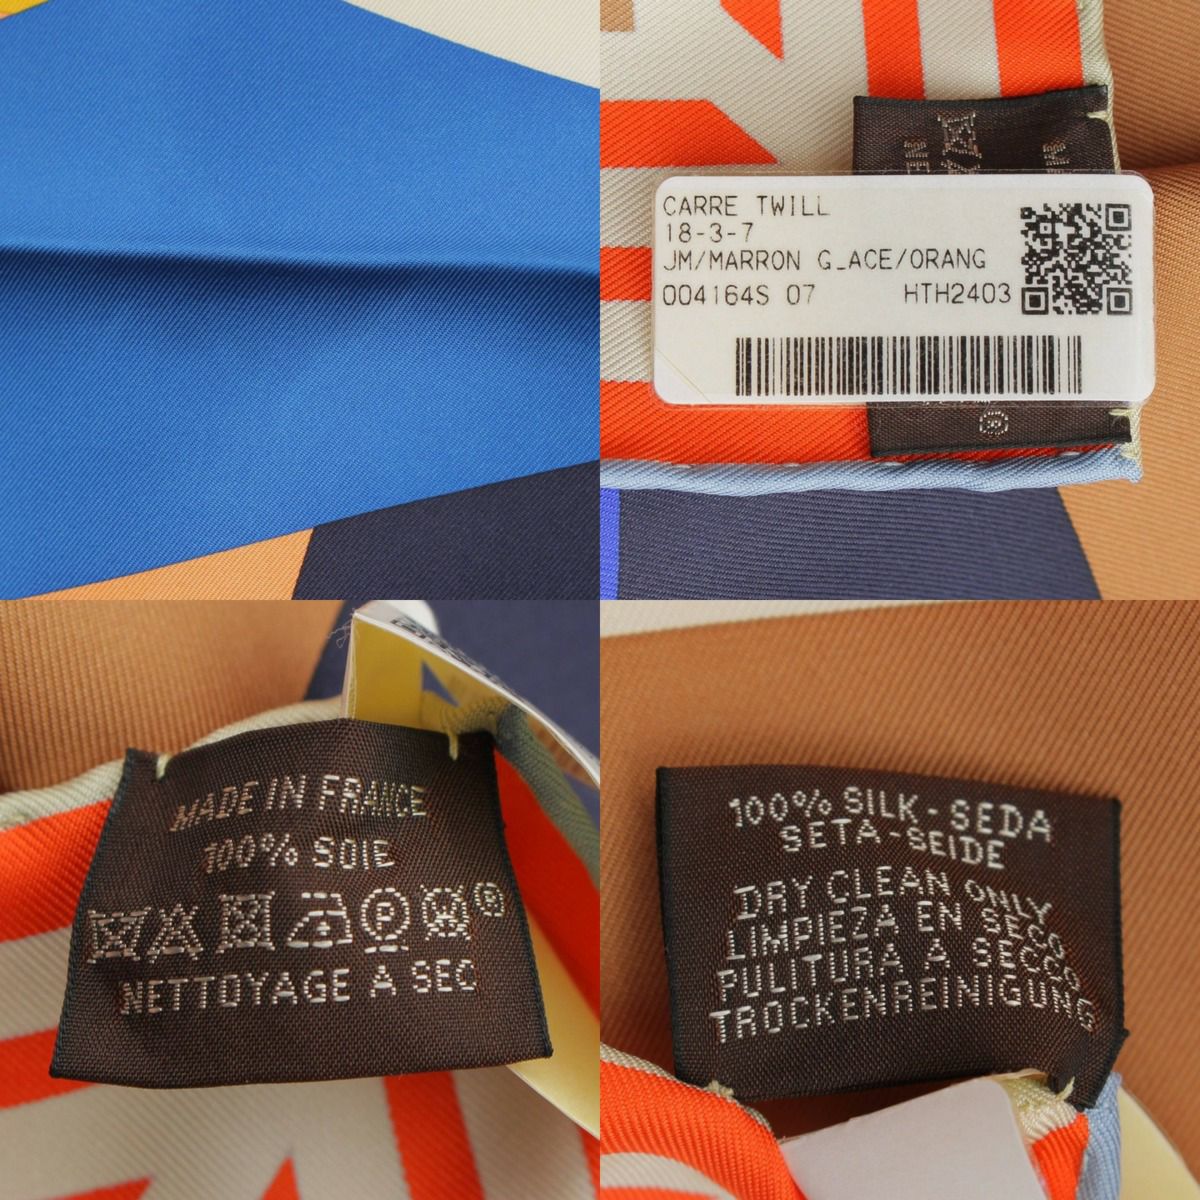 CARRE TWILL
18-3-7
JM/MARRON G_ACE/ORANG
004164S 07 HTH2403
MADE IN FRANCE
100% SOIE
P
NETTOYAGE A SEC
100% SILK - SEDA
SETA - SEIDE
DRY CLEAN ONLY
LIMPIEZA EN SECO
PULITURA A SECCO
TROCKENREINIGUNG